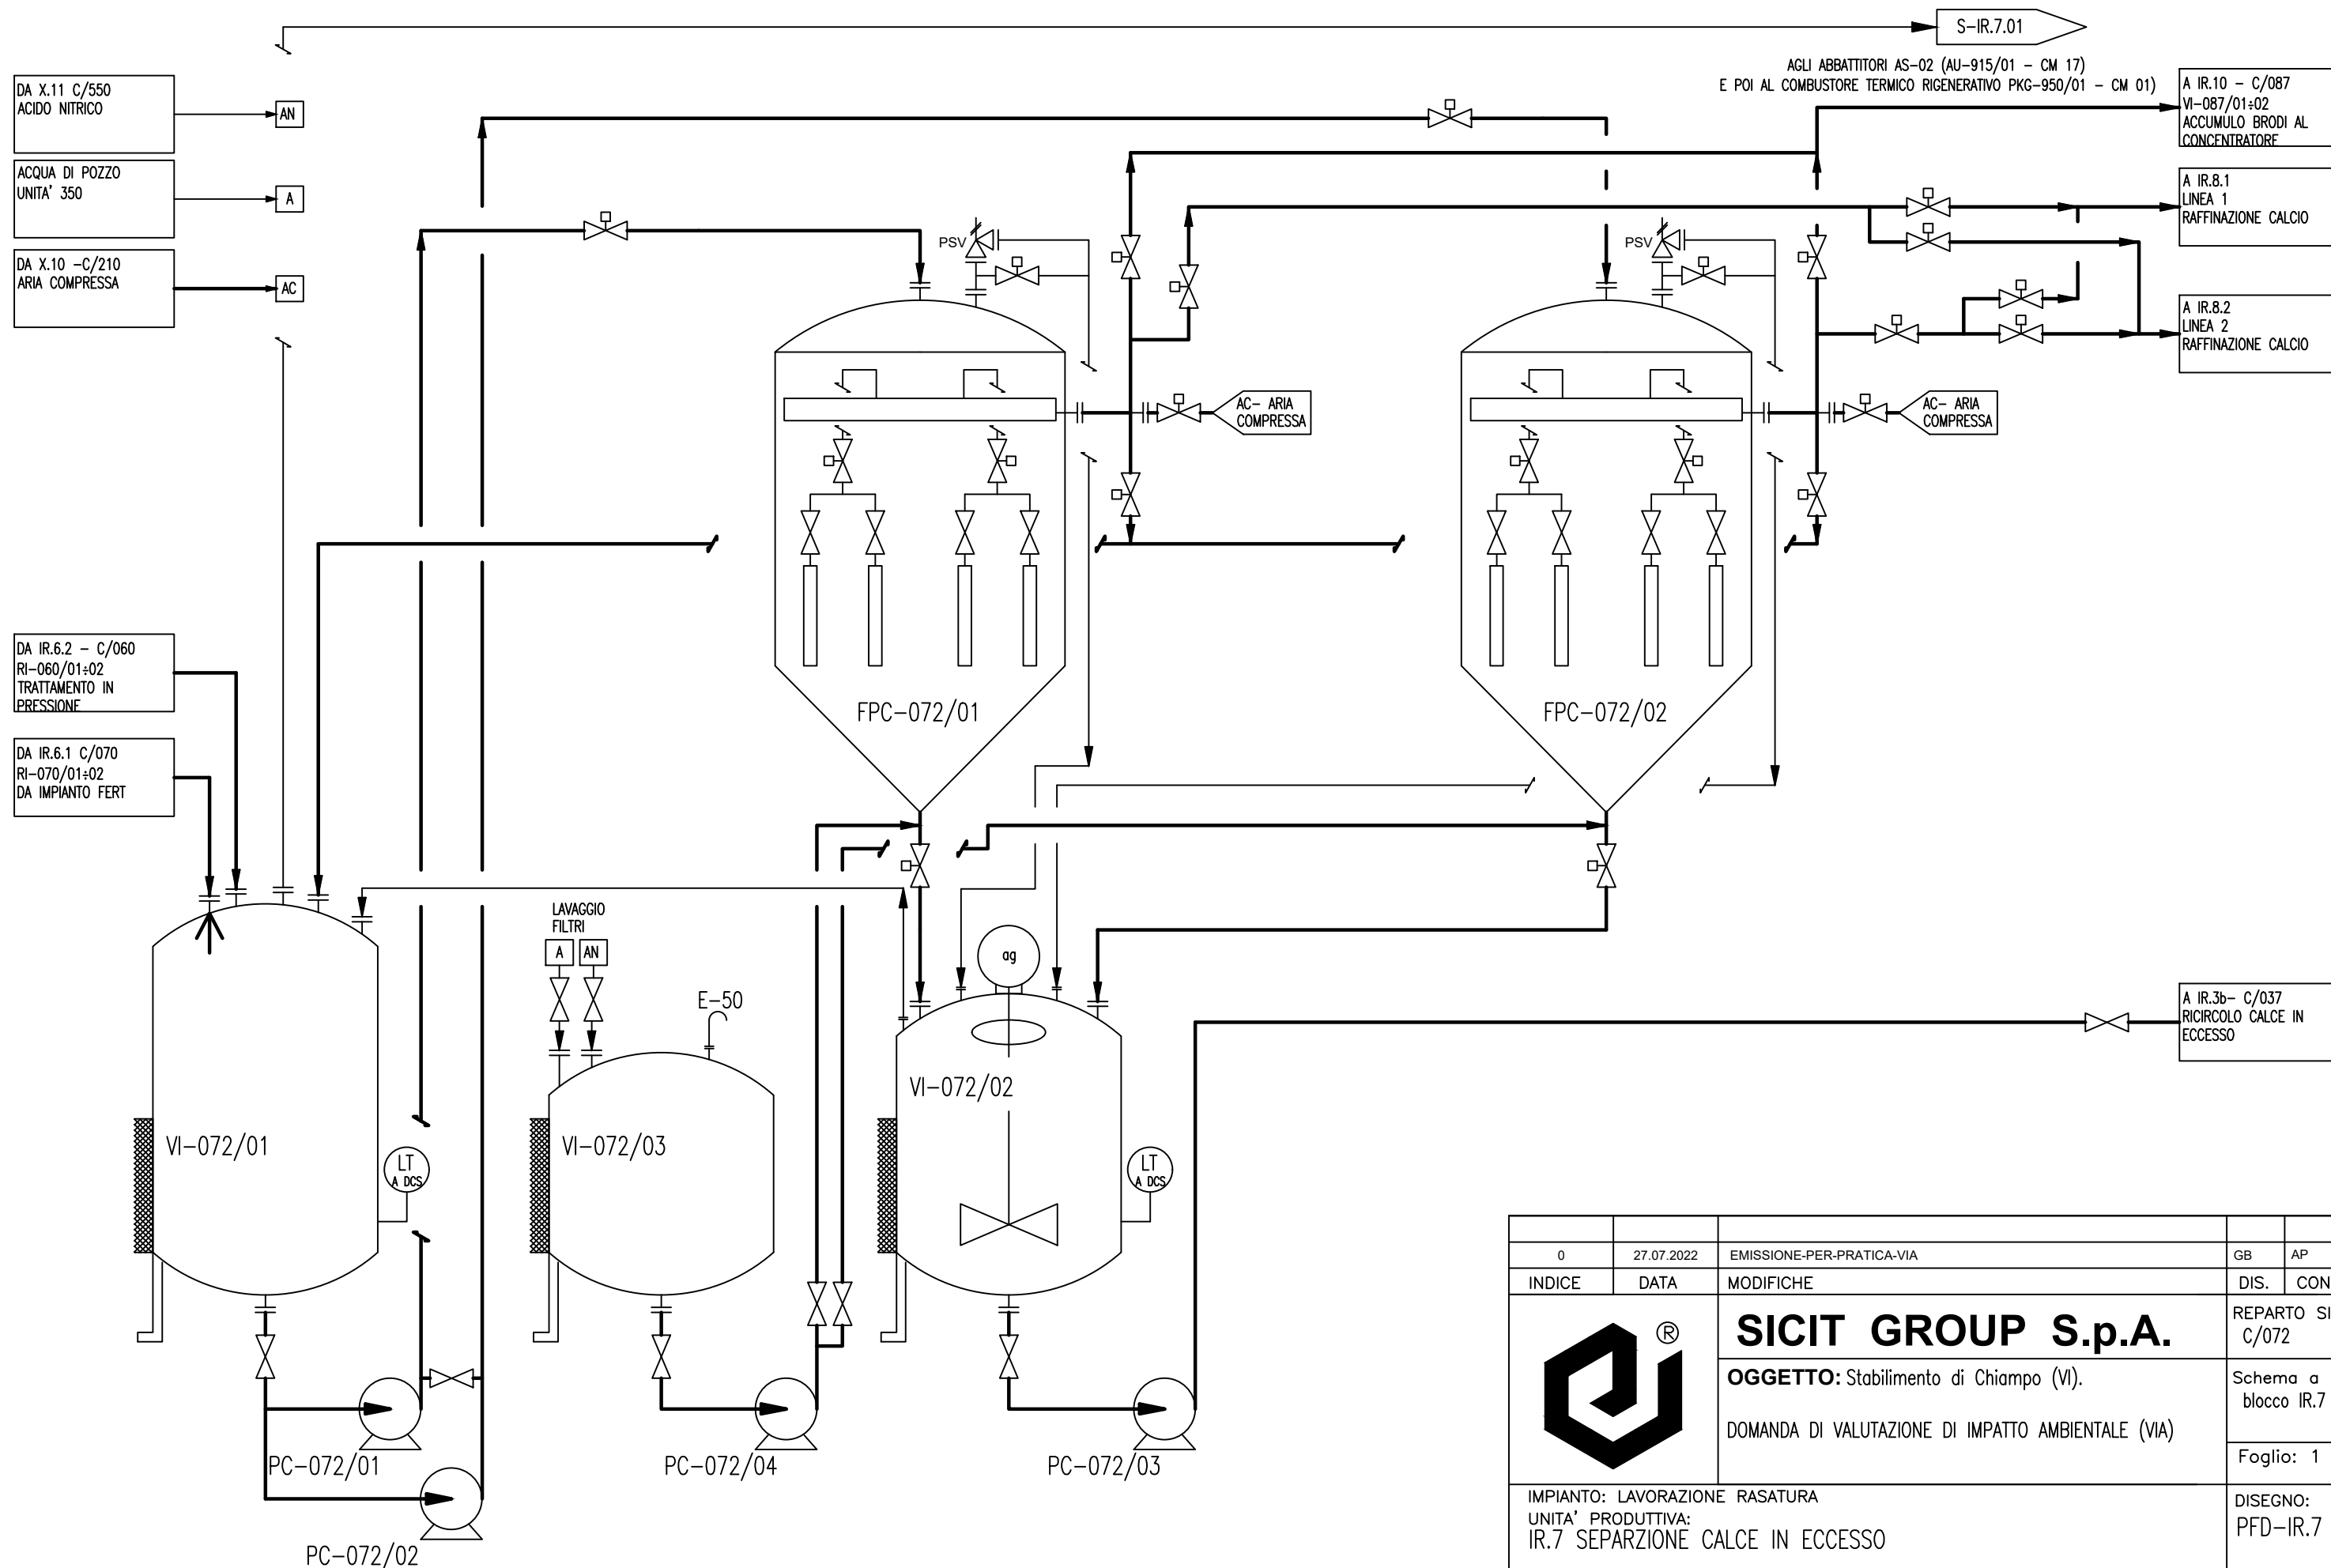 S-IR.7.01
AGLI ABBATTITORI AS-02 (AU-915/01 - CM 17)
E POI AL COMBUSTORE TERMICO RIGENERATIVO PKG-950/01 - CM 01)
DA X.11 C/550
ACIDO NITRICO
AN
ACQUA DI POZZO
UNITA' 350
A
DA X.10 -C/210
ARIA COMPRESSA
AC
A IR.10 - C/087
VI-087/01÷02
ACCUMULO BRODI AL
CONCENTRATORE
A IR.8.1
LINEA 1
RAFFINAZIONE CALCIO
A IR.8.2
LINEA 2
RAFFINAZIONE CALCIO
PSV
PSV
AC- ARIA
COMPRESSA
AC- ARIA
COMPRESSA
DA IR.6.2 - C/060
RI-060/01÷02
TRATTAMENTO IN
PRESSIONE
DA IR.6.1 C/070
RI-070/01÷02
DA IMPIANTO FERT
FPC-072/01
FPC-072/02
LAVAGGIO
FILTRI
A
AN
E-50
ag
A IR.3b- C/037
RICIRCOLO CALCE IN
ECCESSO
VI-072/01
VI-072/03
VI-072/02
LT
A DCS
LT
A DCS
PC-072/01
PC-072/02
PC-072/04
PC-072/03
0 27.07.2022 EMISSIONE-PER-PRATICA-VIA GB AP
INDICE DATA MODIFICHE DIS. CON
®
SICIT GROUP S.p.A.
REPARTO SI
C/072
OGGETTO: Stabilimento di Chiampo (VI).
DOMANDA DI VALUTAZIONE DI IMPATTO AMBIENTALE (VIA)
Schema a
blocco IR.7
Foglio: 1
IMPIANTO: LAVORAZIONE RASATURA
UNITA' PRODUTTIVA:
IR.7 SEPARZIONE CALCE IN ECCESSO
DISEGNO:
PFD-IR.7